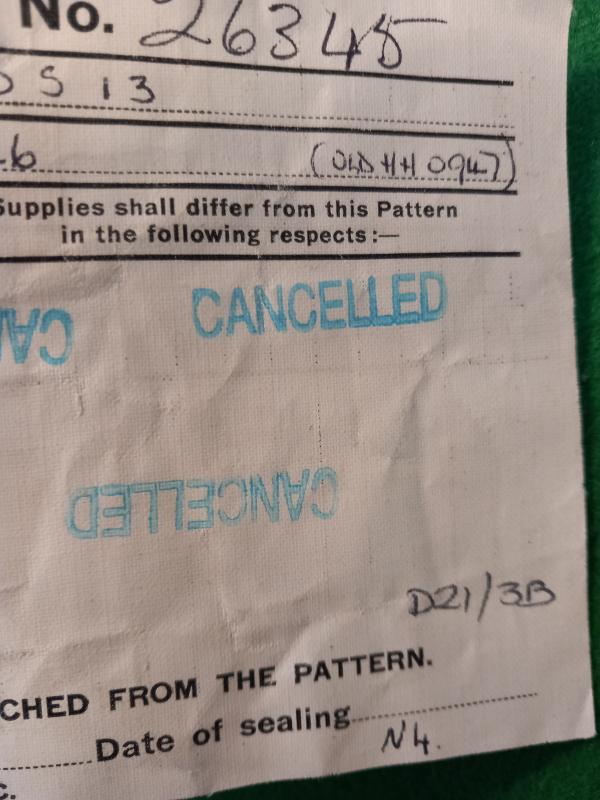 No. 26345
S 13
(OLD HH 0947)
Supplies shall differ from this Pattern
in the following respects:—
CANCELLED
CANCELLED
D21/3B
CHED FROM THE PATTERN.
Date of sealing
N4.